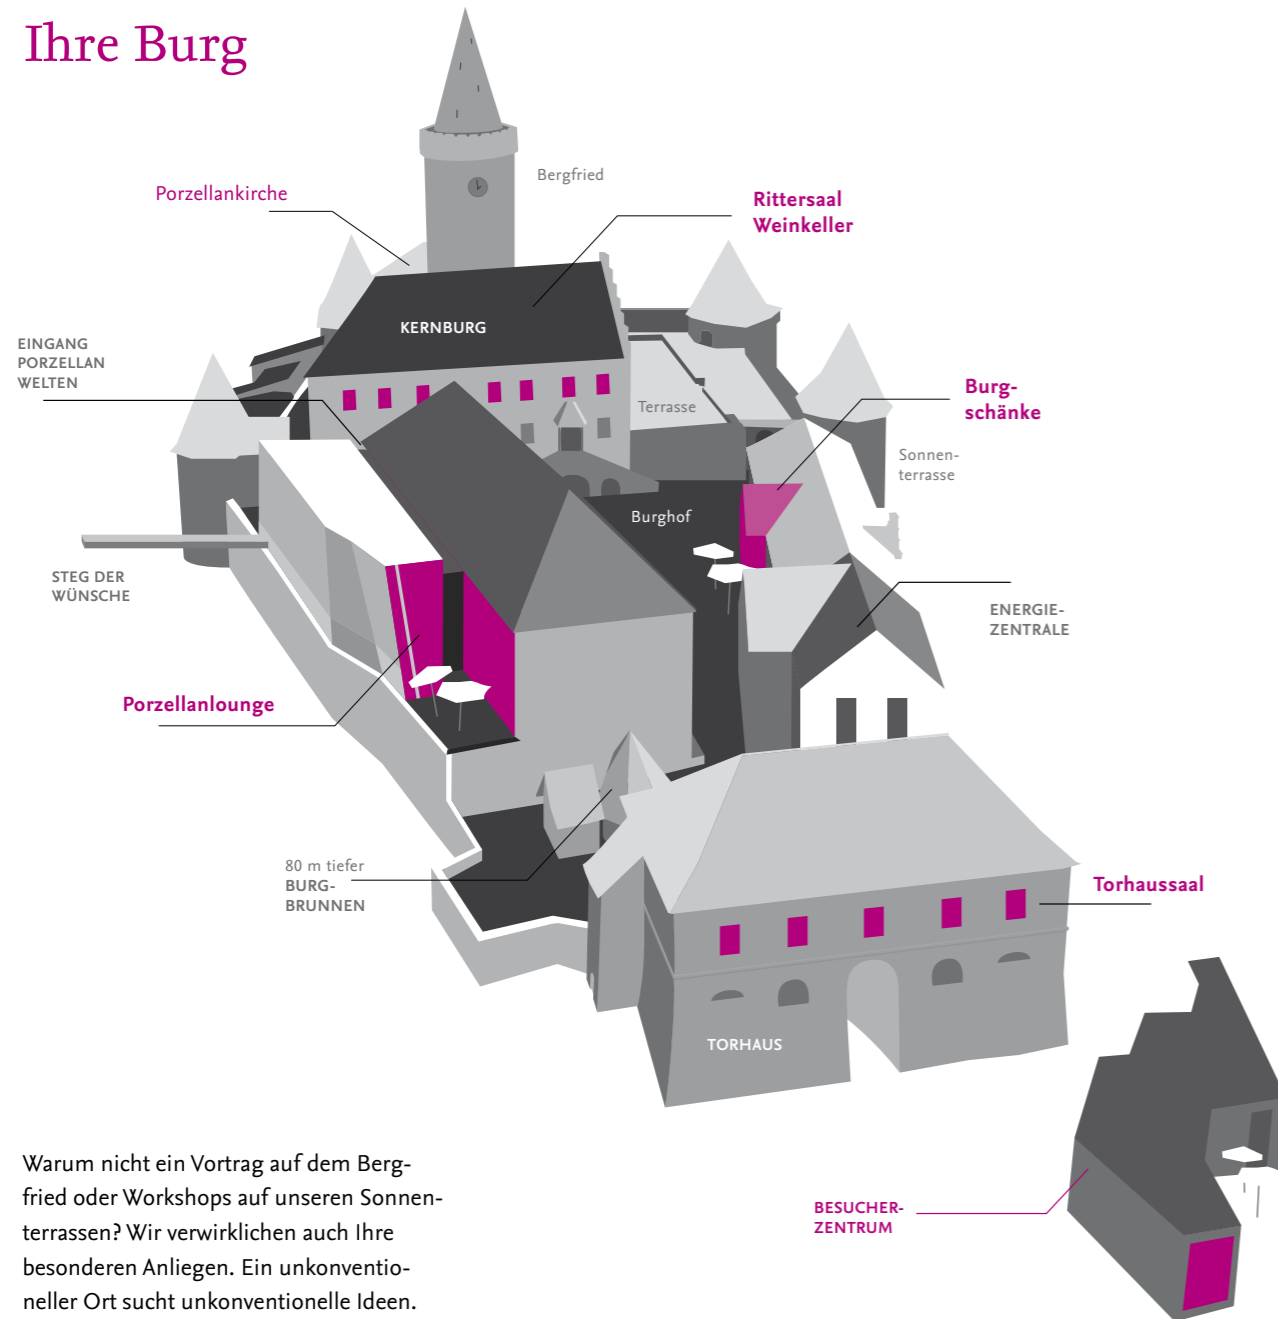 Ihre Burg
Bergfried
Porzellankirche
Rittersaal
Weinkeller
KERNBURG
EINGANG
PORZELLAN
WELTEN
Terrasse
Burg-
schänke
Sonnen-
terrasse
Burghof
STEG DER
WÜNSCHE
ENERGIE-
ZENTRALE
Porzellanlounge
80 m tiefer
BURG-
BRUNNEN
Torhaussaal
TORHAUS
BESUCHER-
ZENTRUM
Warum nicht ein Vortrag auf dem Berg-
fried oder Workshops auf unseren Sonnen-
terrassen? Wir verwirklichen auch Ihre
besonderen Anliegen. Ein unkonventio-
neller Ort sucht unkonventionelle Ideen.